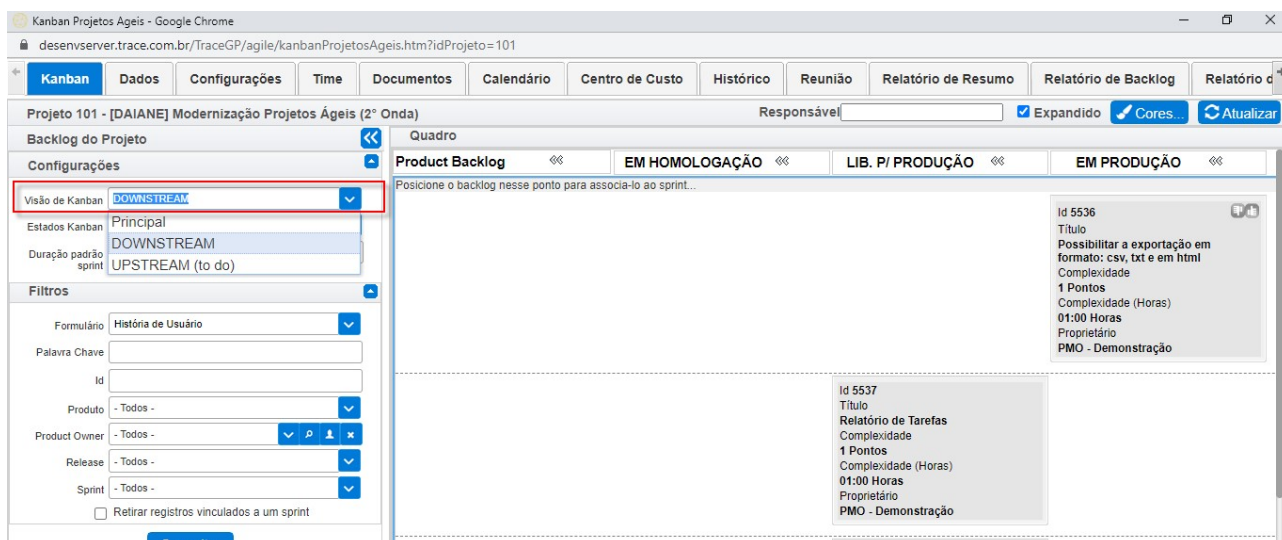 Kanban Projetos Ageis - Google Chrome
desenvserver.trace.com.br/TraceGP/agile/kanbanProjetosAgeis.htm?idProjeto=101
Kanban Dados Configurações Time Documentos Calendário Centro de Custo Histórico Reunião Relatório de Resumo Relatório de Backlog Relatório d
Projeto 101 - [DAIANE] Modernização Projetos Ágeis (2° Onda) Responsável Expandido Cores... Atualizar
Backlog do Projeto
Quadro
Configurações
Product Backlog EM HOMOLOGAÇÃO LIB. P/ PRODUÇÃO EM PRODUÇÃO
Posicione o backlog nesse ponto para associa-lo ao sprint...
Visão de Kanban DOWNSTREAM
Estados Kanban
Principal
DOWNSTREAM
UPSTREAM (to do)
Duração padrão
sprint
Filtros
Formulário História de Usuário
Palavra Chave
Id
Produto - Todos -
Product Owner - Todos -
Release - Todos -
Sprint - Todos -
Retirar registros vinculados a um sprint
Id 5536
Título
Possibilitar a exportação em
formato: csv, txt e em html
Complexidade
1 Pontos
Complexidade (Horas)
01:00 Horas
Proprietário
PMO - Demonstração
Id 5537
Título
Relatório de Tarefas
Complexidade
1 Pontos
Complexidade (Horas)
01:00 Horas
Proprietário
PMO - Demonstração